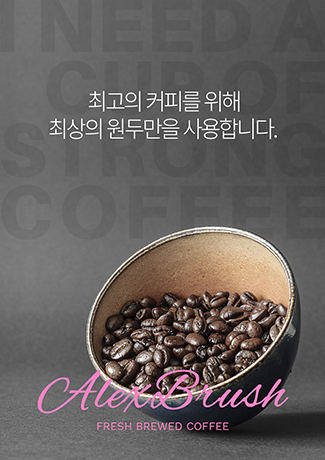 I NEED A
CUP OF
STRONG
COFFEE
최고의 커피를 위해
최상의 원두만을 사용합니다.
AlexBrush
FRESH BREWED COFFEE